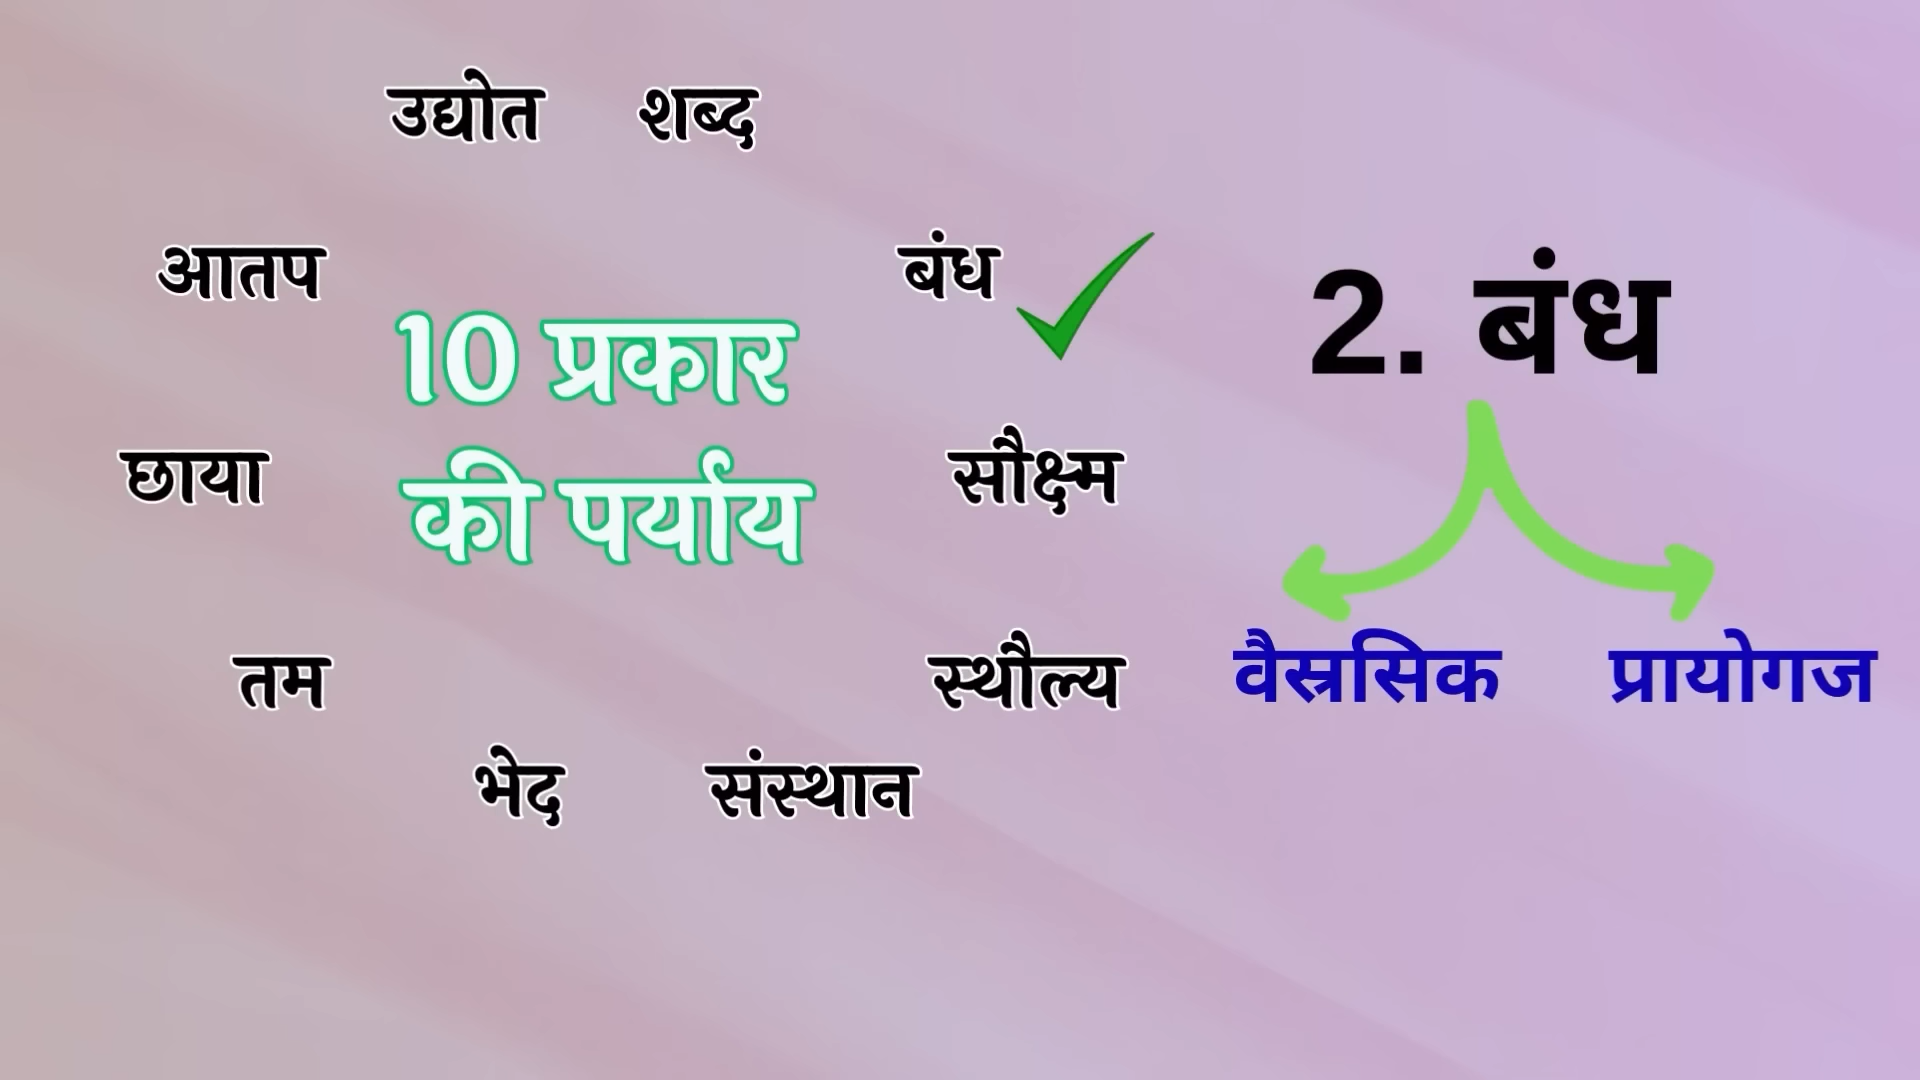 उद्योत शब्द
आतप
बंध
10 प्रकार
की पर्याय
छाया
सौक्ष्म
तम
स्थौल्य
भेद
संस्थान
2. बंध
वैस्रसिक
प्रायोगज